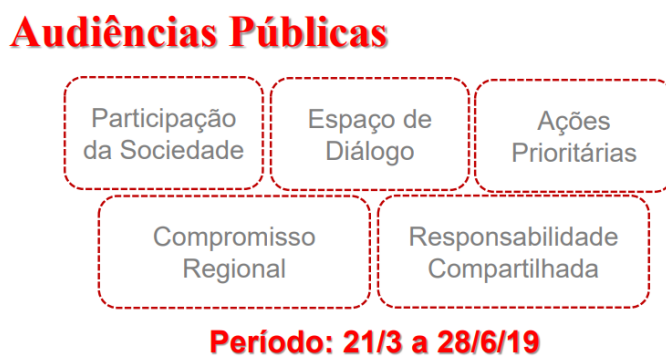 Audiências Públicas
Participação
da Sociedade
Espaço de
Diálogo
Ações
Prioritárias
Compromisso
Regional
Responsabilidade
Compartilhada
Período: 21/3 a 28/6/19